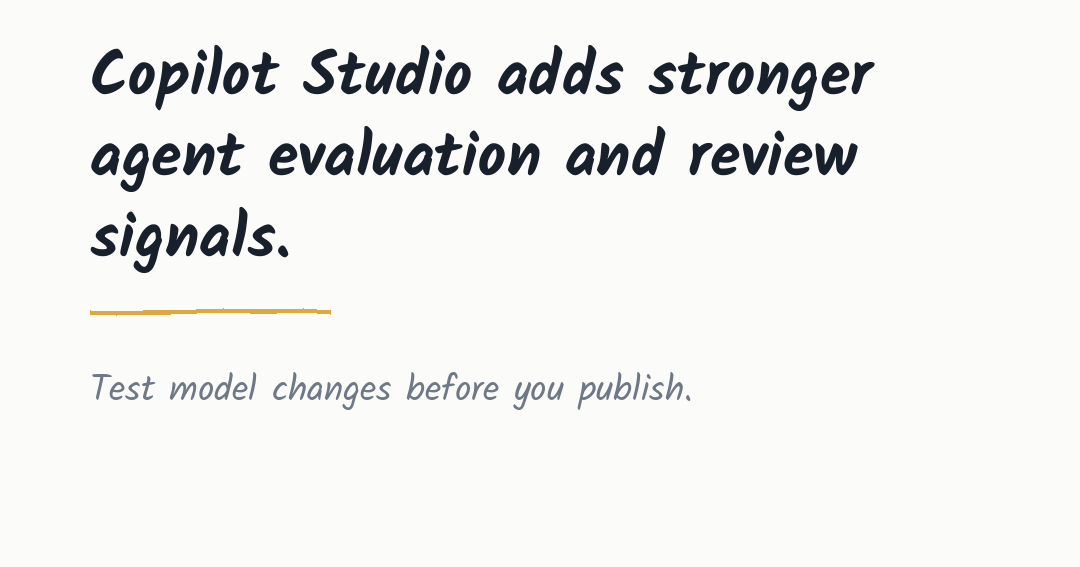 Copilot Studio adds stronger
agent evaluation and review
signals.
Test model changes before you publish.